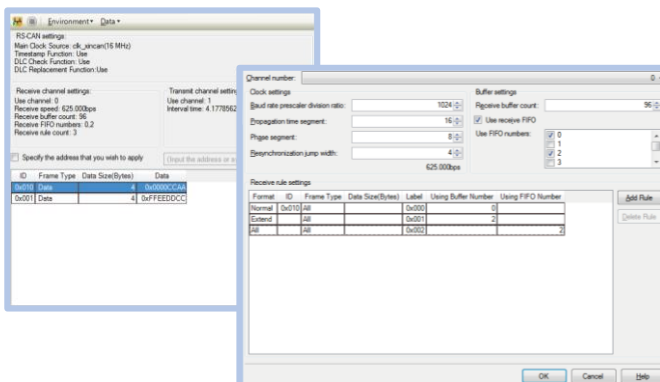 Environment Data
RS-CAN settings:
Main Clock Source: clk_xincan(16 MHz)
Timestamp Function: Use
DLC Check Function: Use
DLC Replacement Function:Use
Receive channel settings:
Use channel: 0
Receive speed: 625.000bps
Receive buffer count: 96
Receive FIFO numbers: 0,2
Receive rule count: 3
Transmit channel
Use channel: 1
Interval time: 4.1778562
Specify the address that you wish to apply
(Input the address or
ID Frame Type Data Size(Bytes) Data
0x010 Data 4 0x0000CCAA
0x001 Data 4 0xFFEEDDCC
Channel number: 0
Clock settings
Baud rate prescaler division ratio: 1024
Propagation time segment: 16
Phase segment: 8
Resynchronization jump width: 4
625.000bps
Buffer settings
Receive buffer count: 96
Use receive FIFO
Use FIFO numbers: 0
1
2
3
Receive rule settings
Format ID Frame Type Data Size(Bytes) Label Using Buffer Number Using FIFO Number
Normal 0x010 All 0x000 0
Extend All 0x001 2
All All 0x002 2
Add Rule
Delete Rule
OK Cancel Help